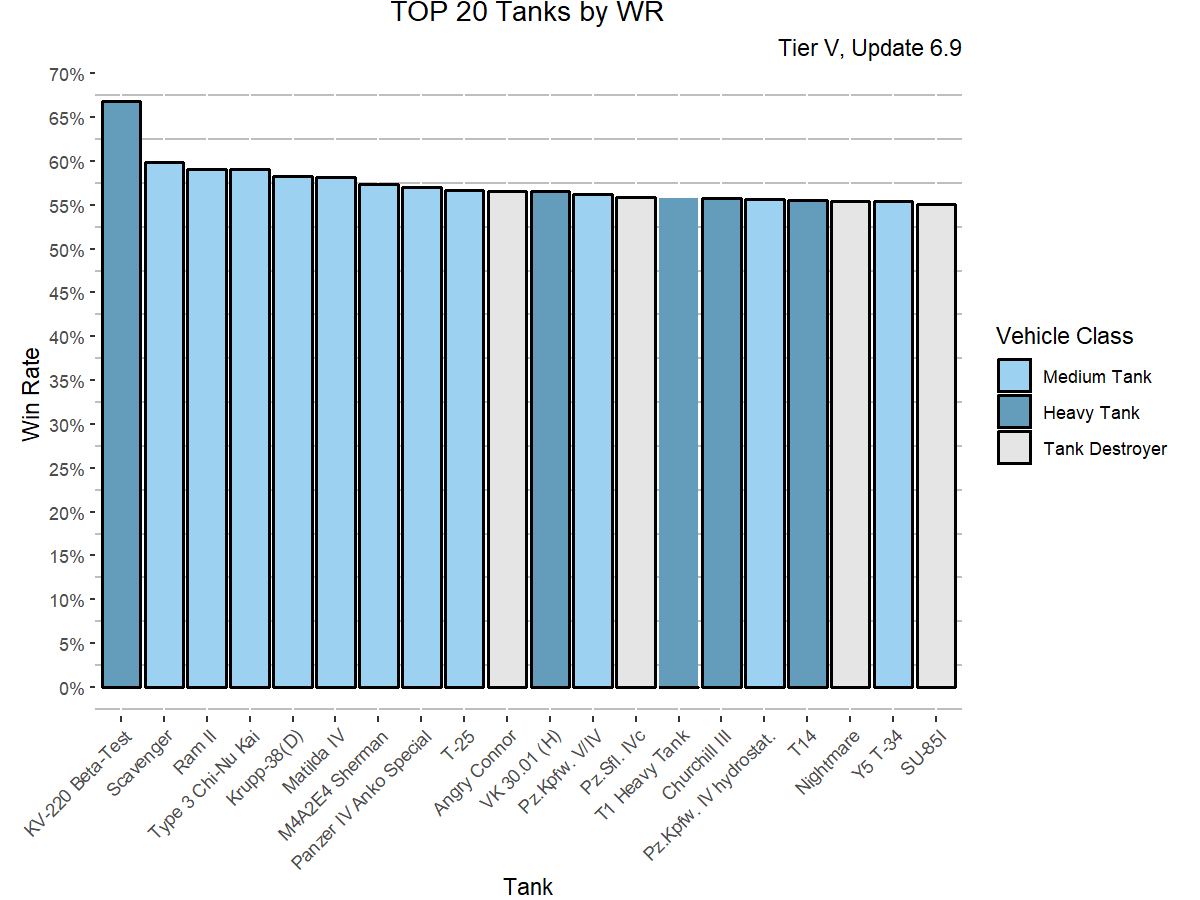 TOP 20 Tanks by WR
Tier V, Update 6.9
70%
65%
60%
55%
50%
45%
40%
35%
30%
25%
20%
15%
10%
5%
0%
Win Rate
KV-220 Beta-Test
Scavenger
Ram II
Type 3 Chi-Nu Kai
Krupp-38(D)
Matilda IV
M4A2E4 Sherman
Panzer IV Anko Special
T-25
Angry Connor
VK 30.01 (H)
Pz.Kpfw. V/IV
Pz.Sfl. IVc
T1 Heavy Tank
Churchill III
Pz.Kpfw. IV hydrostat.
T14
Nightmare
Y5 T-34
SU-85I
Tank
Vehicle Class
Medium Tank
Heavy Tank
Tank Destroyer